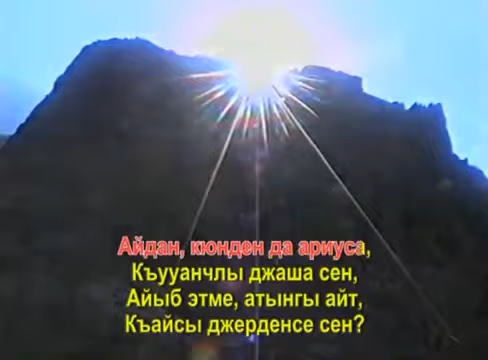 Айдан, кюнден да ариуса,
Къууанчлы джаша сен,
Айыб этме, атынгы айт,
Къайсы джерденсе сен?